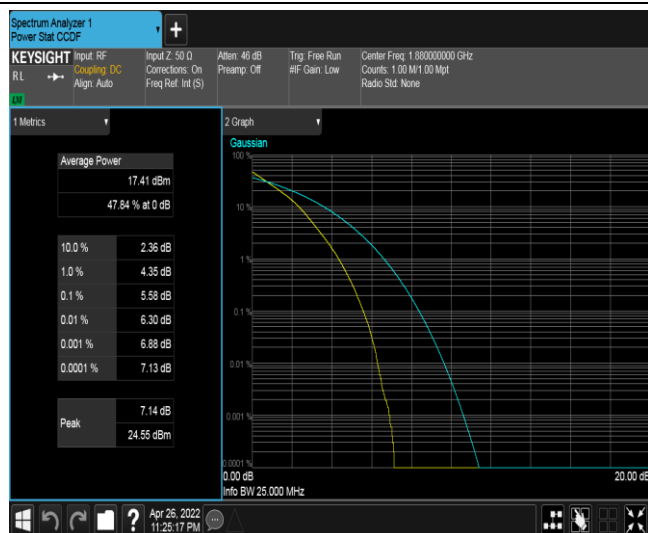 Spectrum Analyzer 1
Power Stat CCDF
KEYSIGHT
RL
LXI
Input: RF
Coupling: DC
Align: Auto
Input Z: 50 Ω
Corrections: On
Freq Ref: Int (S)
Atten: 46 dB
Preamp: Off
Trig: Free Run
#IF Gain: Low
Center Freq: 1.880000000 GHz
Counts: 1.00 M/1.00 Mpt
Radio Std: None
1 Metrics
Average Power
17.41 dBm
47.84 % at 0 dB
10.0 % 2.36 dB
1.0 % 4.35 dB
0.1 % 5.58 dB
0.01 % 6.30 dB
0.001 % 6.88 dB
0.0001 % 7.13 dB
Peak
7.14 dB
24.55 dBm
2 Graph
Gaussian
100 %
10 %
1 %
0.1 %
0.01 %
0.001 %
0.0001 %
0.00 dB
20.00 dB
Info BW 25.000 MHz
Apr 26, 2022
11:25:17 PM